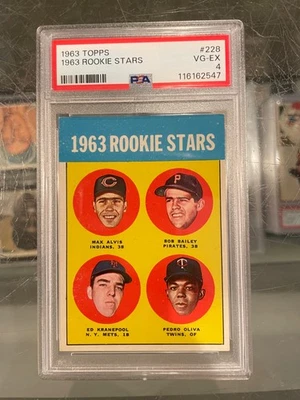 1963 TOPPS #228
1963 ROOKIE STARS VG-EX
PSA 4
116162547
1963 ROOKIE STARS
MAX ALVIS
INDIANS, 3B
BOB BAILEY
PIRATES, 3B
ED KRANEPOOL
N. Y. METS, 1B
PEDRO OLIVA
TWINS, OF